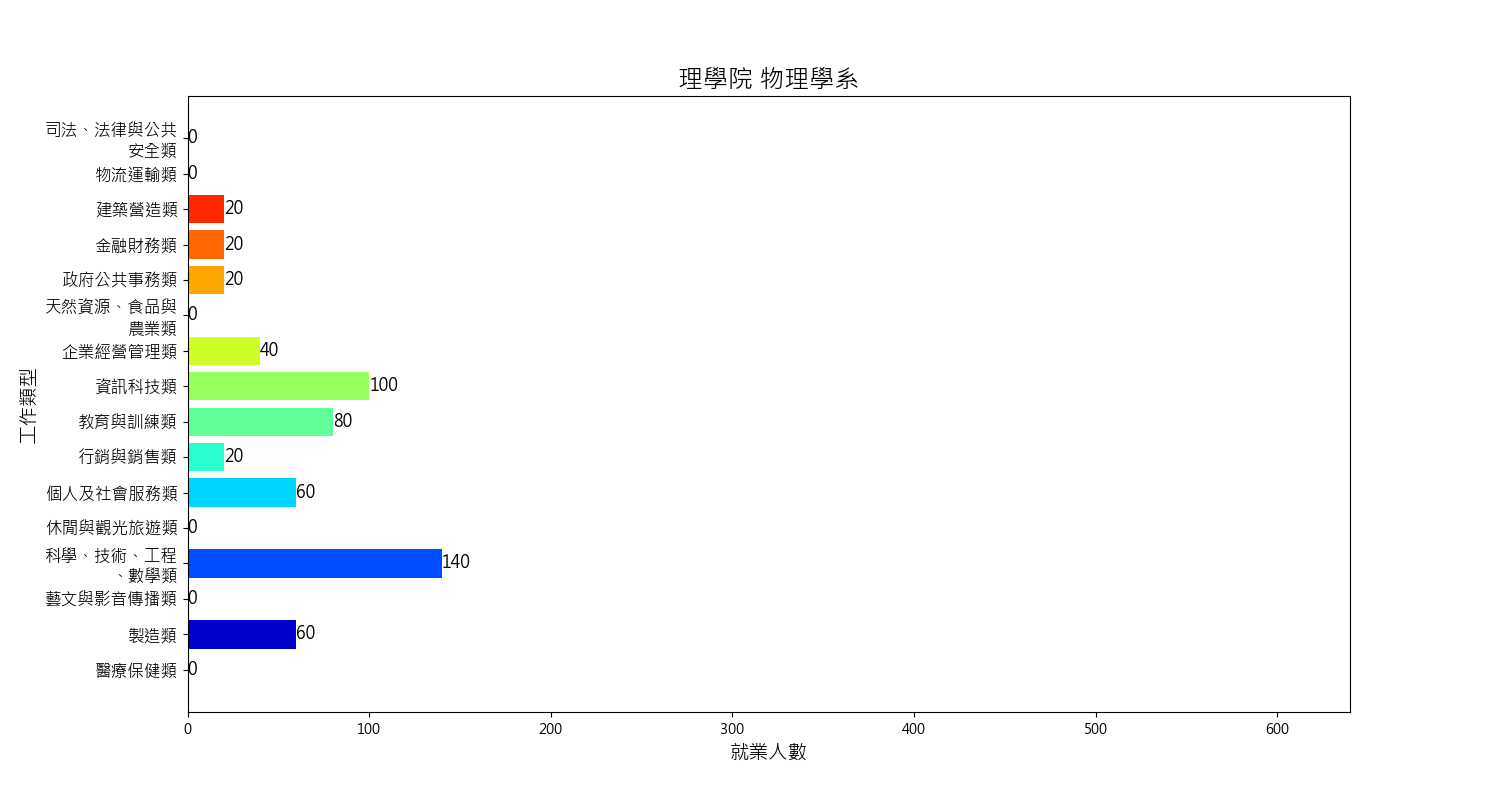 理學院 物理學系
司法、法律與公共
安全類
0
物流運輸類
0
建築營造類
20
金融財務類
20
政府公共事務類
20
天然資源、食品與
農業類
0
企業經營管理類
40
資訊科技類
100
教育與訓練類
80
行銷與銷售類
20
個人及社會服務類
60
休閒與觀光旅遊類
0
科學、技術、工程
、數學類
140
藝文與影音傳播類
0
製造類
60
醫療保健類
0
工作類型
0 100 200 300 400 500 600
就業人數